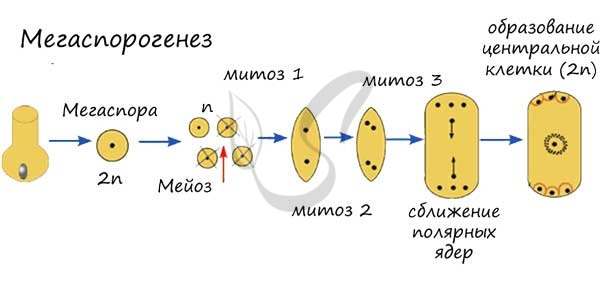 Мегаспорогенез
Мегаспора
2n
n
Мейоз
митоз 1
митоз 2
митоз 3
сближение
полярных
ядер
образование
центральной
клетки (2n)